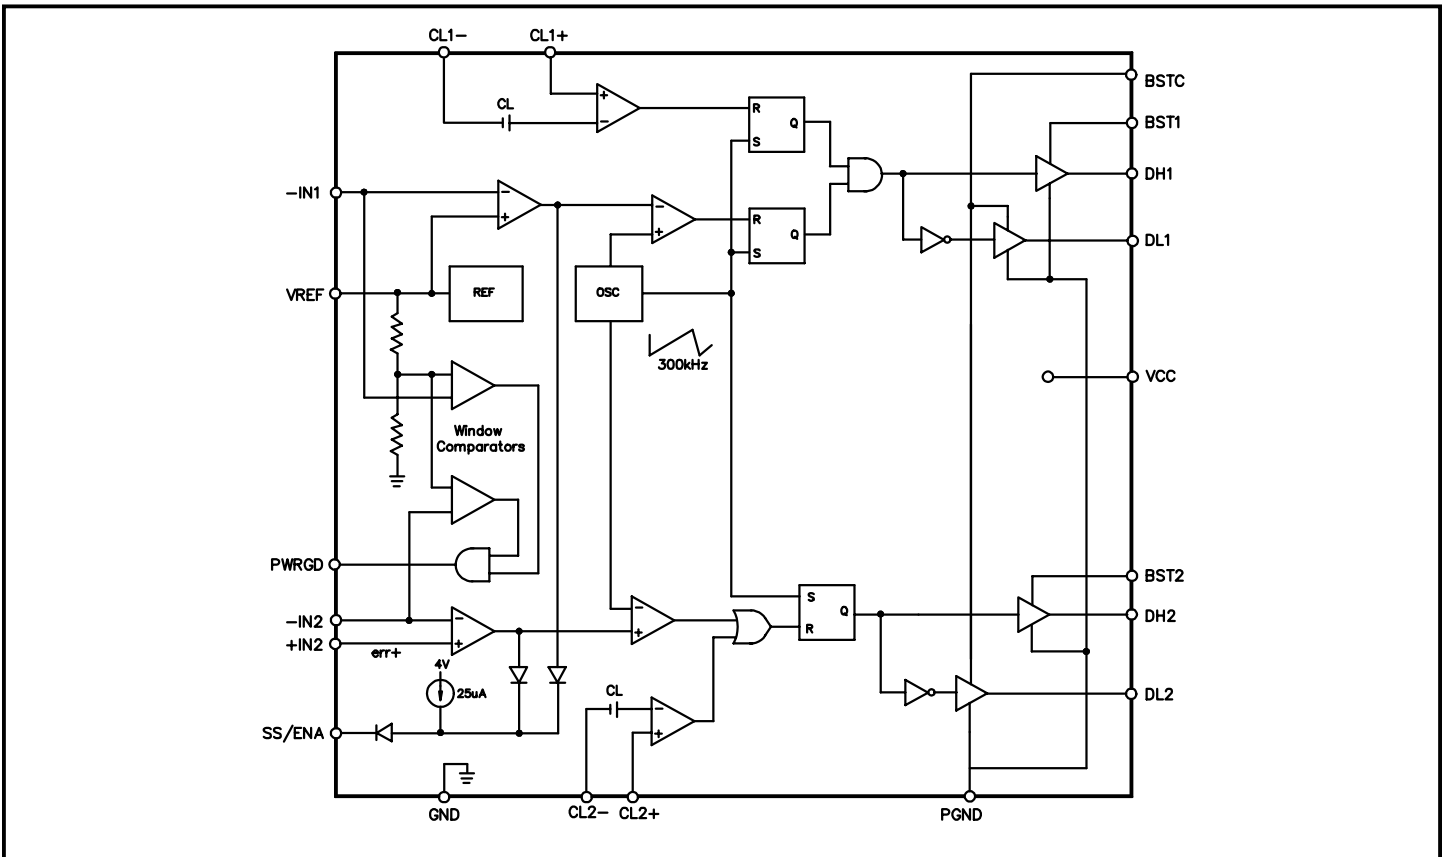 CL1-
CL1+
BSTC
CL
+
-
R
Q
S
BST1
DH1
-IN1
-
+
-
+
R
Q
S
DL1
VREF
REF
OSC
300kHz
VCC
Window
Comparators
PWRGD
BST2
-IN2
+IN2
-
+
err+
-
+
S
Q
R
DH2
4V
25uA
CL
-
+
DL2
SS/ENA
GND
CL2-
CL2+
PGND